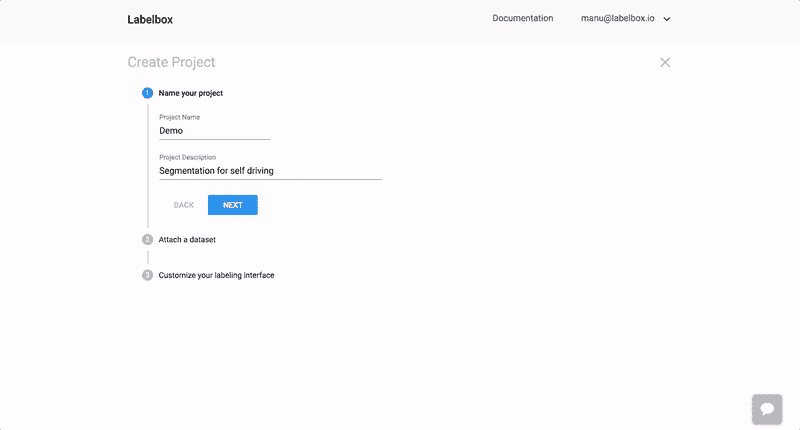 Labelbox
Documentation
manu@labelbox.io
Create Project
1 Name your project
Project Name
Demo
Project Description
Segmentation for self driving
BACK
NEXT
2 Attach a dataset
3 Customize your labeling interface